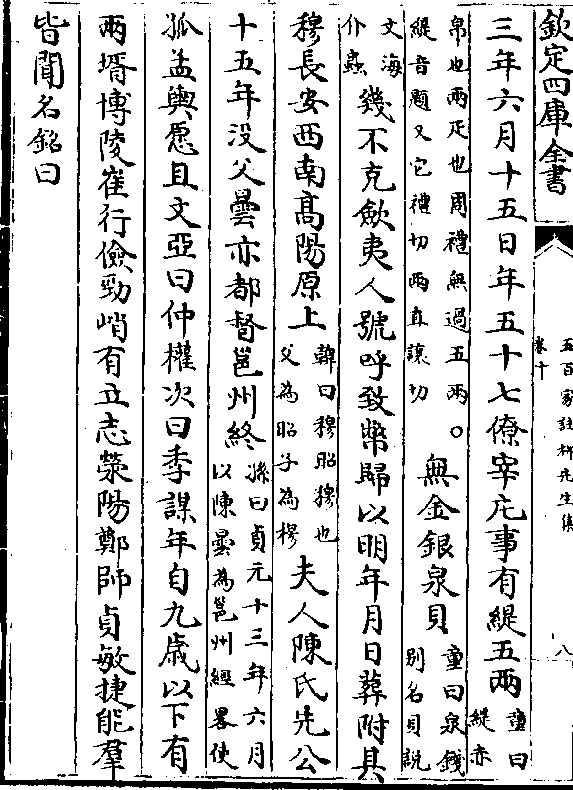 欽定四庫全書
五百家註柳先生集
卷十
八
三年六月十五日年五十七僚宰庀事有緹五兩童曰緹赤
帛也兩疋也周禮無過五兩。緹音題又它禮切兩直讓切無金銀泉貝童曰泉錢別名貝説
文海介蟲幾不克歛夷人號呼致幣歸以明年月日葬附其
穆長安西南髙陽原上韓曰穆昭穆也父為昭子為穆夫人陳氏先公
十五年没父曇亦都督邕州終孫曰貞元十三年六月以陳曇為邕州經畧使
孤孟輿愿且文亞曰仲權次曰季謀年自九歳以下有
兩壻博陵崔行儉勁峭有立志滎陽鄭師貞敏捷能羣
皆聞名銘曰